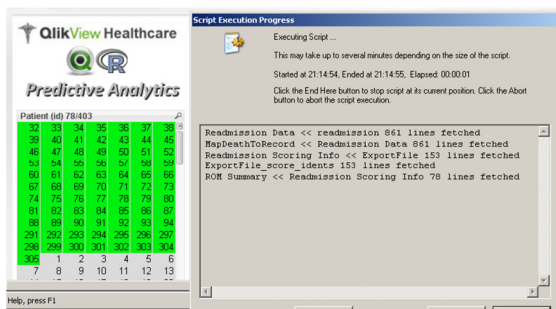 QlikView Healthcare
Q R
Predictive Analytics
Patient (id) 78/403
32 33 34 35 36 37 38
39 40 41 42 43 44 45
46 47 48 49 50 51 52
53 54 55 56 57 58 59
60 61 62 63 64 65 66
67 68 69 70 71 72 73
74 75 76 77 78 79 80
81 82 83 84 85 86 87
88 89 90 91 92 93 94
291 292 293 294 295 296 297
298 299 300 301 302 303 304
305 1 2 3 4 5 6
7 8 9 10 11 12 13
Help, press F1
Script Execution Progress
Executing Script ...
This may take up to several minutes depending on the size of the script.
Started at 21:14:54, Ended at 21:14:55, Elapsed: 00:00:01
Click the End Here button to stop script at its current position. Click the Abort
button to abort the script execution.
Readmission Data << readmission 861 lines fetched
MapDeathToRecord << Readmission Data 861 lines fetched
Readmission Scoring Info << ExportFile 153 lines fetched
ExportFile_score_idents 153 lines fetched
ROM Summary << Readmission Scoring Info 78 lines fetched